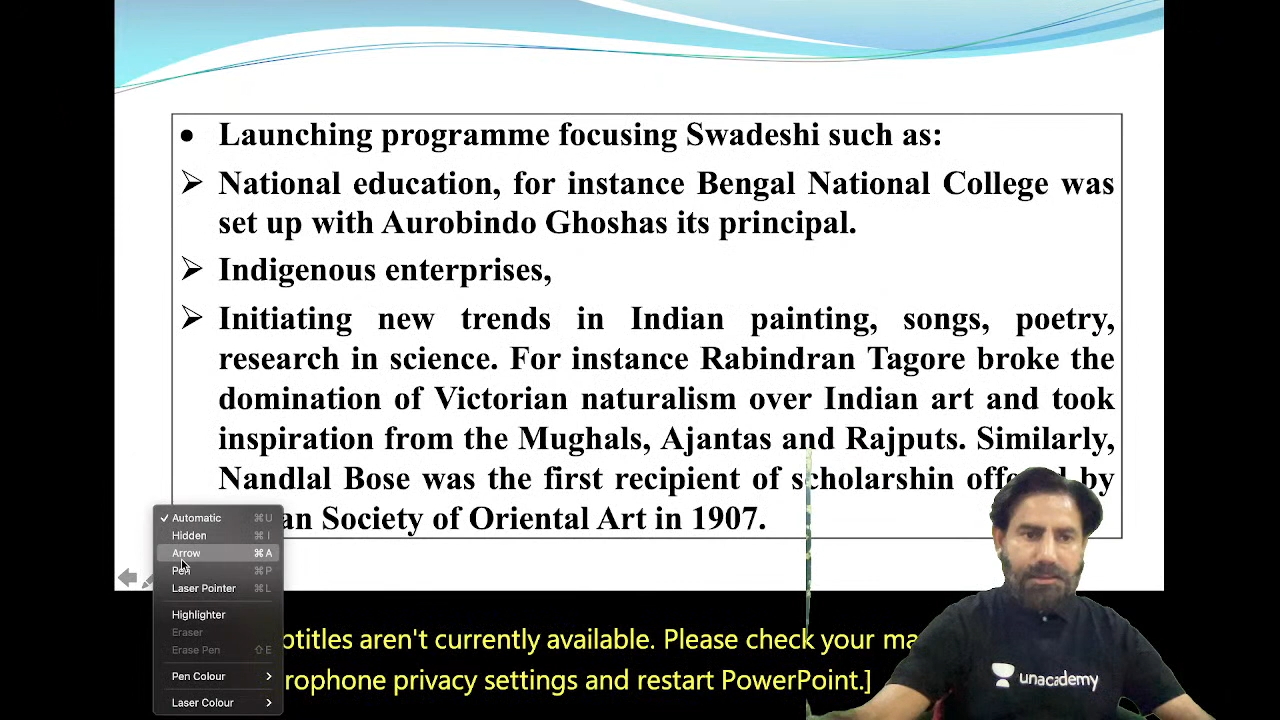 • Launching programme focusing Swadeshi such as:
➢ National education, for instance Bengal National College was
set up with Aurobindo Ghoshas its principal.
➢ Indigenous enterprises,
➢ Initiating new trends in Indian painting, songs, poetry,
research in science. For instance Rabindran Tagore broke the
domination of Victorian naturalism over Indian art and took
inspiration from the Mughals, Ajantas and Rajputs. Similarly,
Nandlal Bose was the first recipient of scholarship by
an Society of Oriental Art in 1907.
✓ Automatic ⌘U
Hidden ⌘I
Arrow ⌘A
Pen ⌘P
Laser Pointer ⌘L
Highlighter
Eraser
Erase Pen ⇧E
Pen Colour >
Laser Colour >
btitles aren't currently available. Please check your ma
rophone privacy settings and restart PowerPoint.]
unacademy